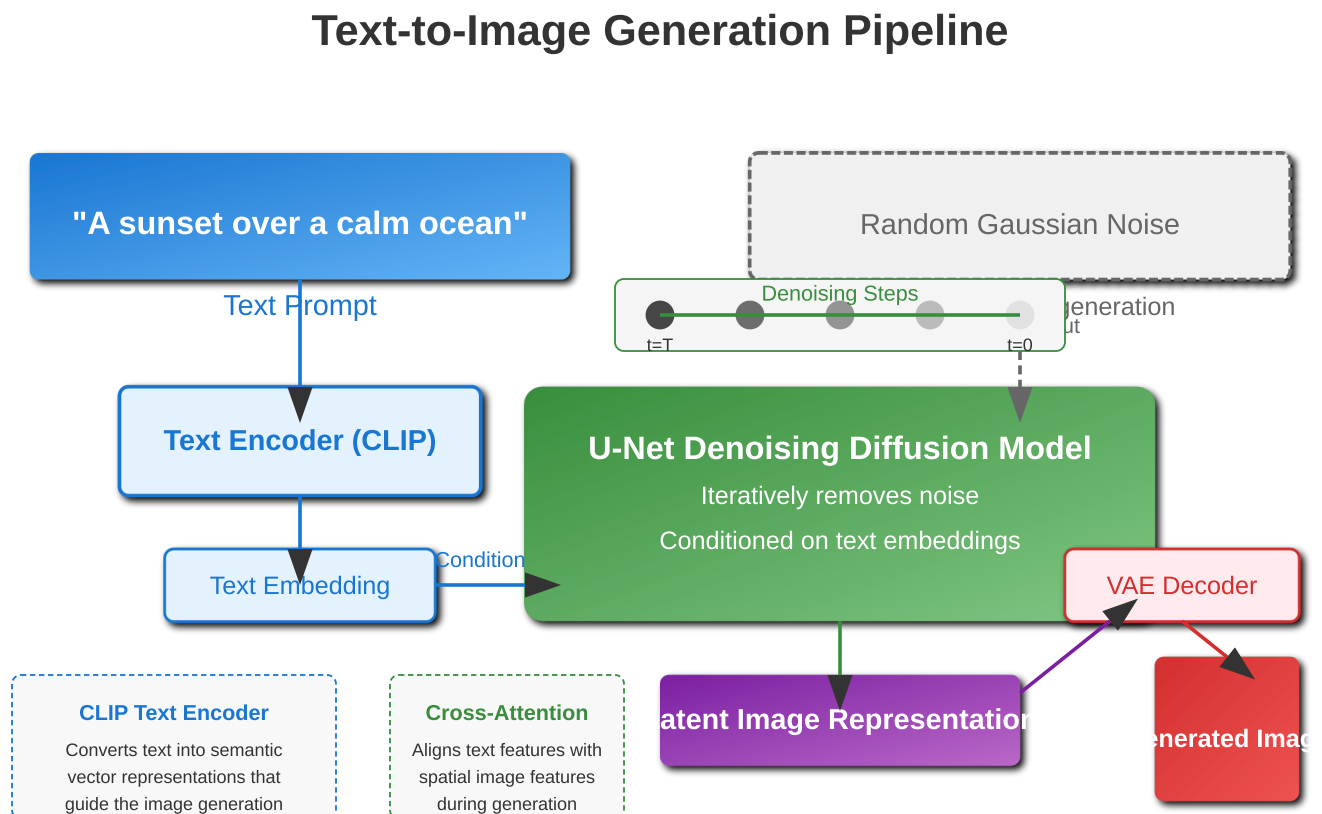 Text-to-Image Generation Pipeline
"A sunset over a calm ocean"
Random Gaussian Noise
Text Prompt
Denoising Steps
generation
ut
t=T
t=0
Text Encoder (CLIP)
U-Net Denoising Diffusion Model
Iteratively removes noise
Conditioned on text embeddings
Condition
Text Embedding
VAE Decoder
CLIP Text Encoder
Converts text into semantic
vector representations that
guide the image generation
Cross-Attention
Aligns text features with
spatial image features
during generation
atent Image Representation
enerated Imag